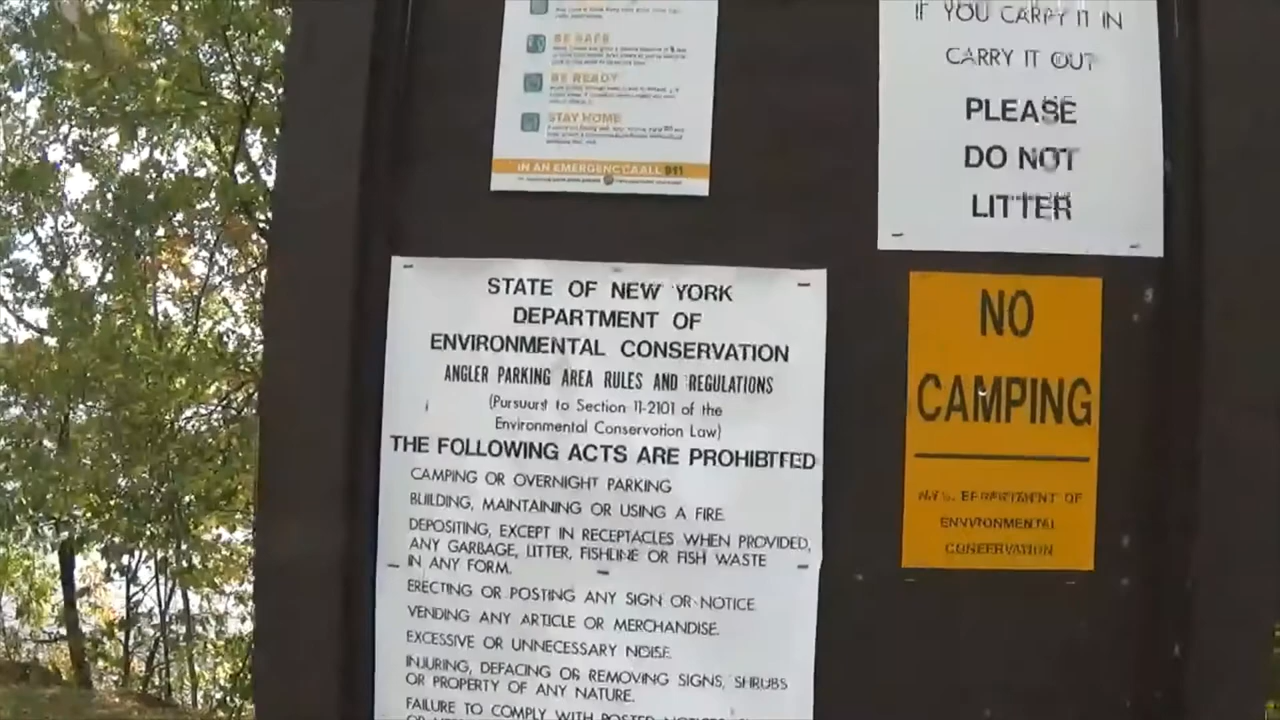 BE SAFE
BE READY
STAY HOME
IN AN EMERGENCY CALL 911
IF YOU CARRY IT IN
CARRY IT OUT
PLEASE
DO NOT
LITTER
STATE OF NEW YORK
DEPARTMENT OF
ENVIRONMENTAL CONSERVATION
ANGLER PARKING AREA RULES AND REGULATIONS
(Pursuant to Section 11-2101 of the
Environmental Conservation Law)
THE FOLLOWING ACTS ARE PROHIBITED
CAMPING OR OVERNIGHT PARKING
BUILDING, MAINTAINING OR USING A FIRE.
DEPOSITING, EXCEPT IN RECEPTACLES WHEN PROVIDED,
ANY GARBAGE, LITTER, FISHLINE OR FISH WASTE
IN ANY FORM.
ERECTING OR POSTING ANY SIGN OR NOTICE.
VENDING ANY ARTICLE OR MERCHANDISE.
EXCESSIVE OR UNNECESSARY NOISE.
INJURING, DEFACING OR REMOVING SIGNS, SHRUBS
OR PROPERTY OF ANY NATURE.
FAILURE TO COMPLY WITH POSTED NOTICES
NO
CAMPING
N.Y.S. DEPARTMENT OF
ENVIRONMENTAL
CONSERVATION